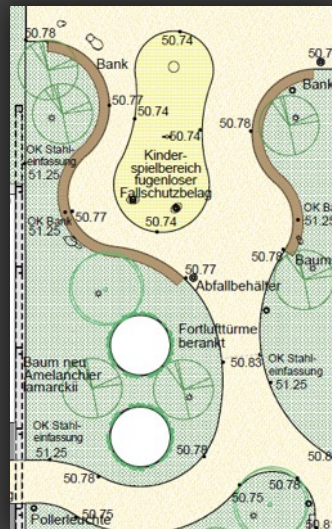 50.78
50.74
Bank
50.77
50.74
50.74
50.78
Bank
Kinder-
spielbereich
fugenloser
Fallschutzbelag
OK Stahl-
einfassung
51.25
OK Bank
51.25
50.77
50.74
51.25
50.78
Baum
50.77
Abfallbehälter
Fortlufttürme
berankt
Baum neu
Amelanchier
lamarckii
50.83
OK Stahl-
einfassung
51.25
OK Stahl-
einfassung
51.25
50.78
50.78
50.75
50.78
50.75
Pollerleuchte